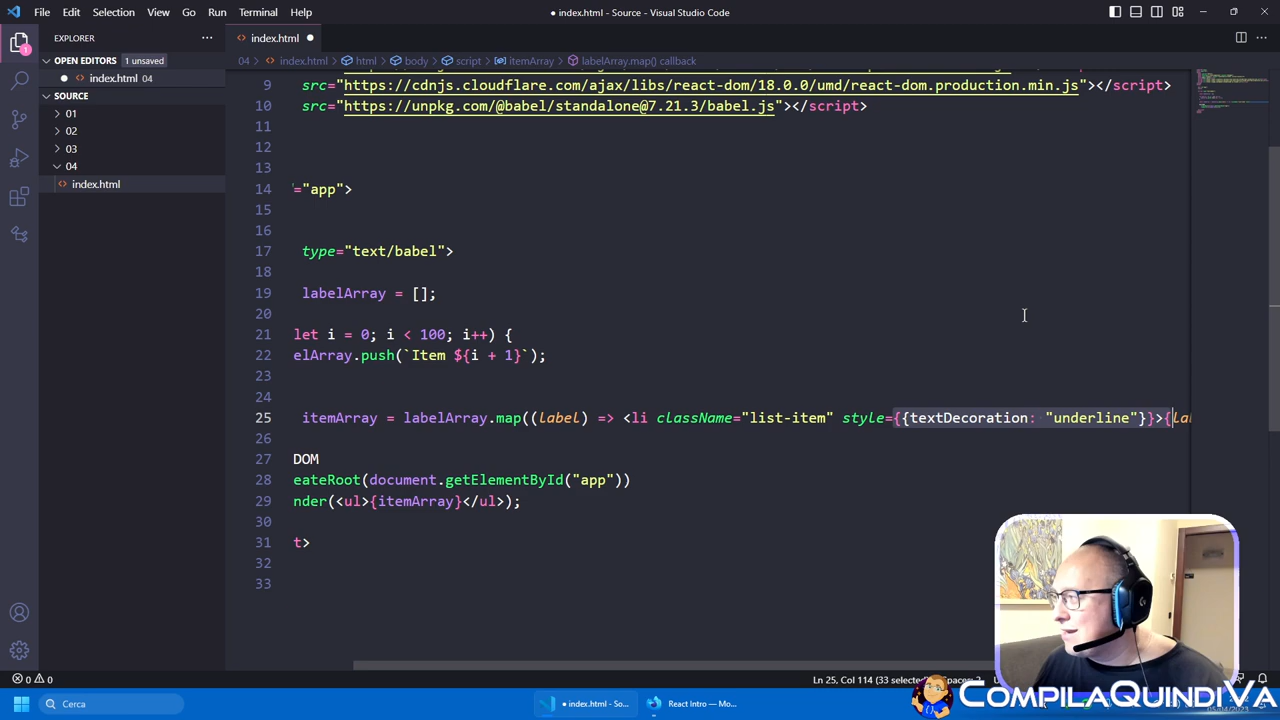 File Edit Selection View Go Run Terminal Help
● index.html - Source - Visual Studio Code
EXPLORER
index.html
OPEN EDITORS 1 unsaved
04 > index.html > html > body > script > itemArray > labelArray.map() callback
index.html 04
SOURCE
01
02
03
04
index.html
9 src="https://cdnjs.cloudflare.com/ajax/libs/react-dom/18.0.0/umd/react-dom.production.min.js"></script>
10 src="https://unpkg.com/@babel/standalone@7.21.3/babel.js"></script>
11
12
13
14 ="app">
15
16
17 type="text/babel">
18
19 labelArray = [];
20
21 let i = 0; i < 100; i++) {
22 elArray.push(`Item ${i + 1}`);
23
24
25 itemArray = labelArray.map((label) => <li className="list-item" style={{textDecoration: "underline"}}>{la
26
27 DOM
28 eateRoot(document.getElementById("app"))
29 nder(<ul>{itemArray}</ul>);
30
31 t>
32
33
0 0
Ln 25, Col 114 (33 selected)
Cerca
● index.html - So...
React Intro — Mo...
COMPILAQUINDIVA